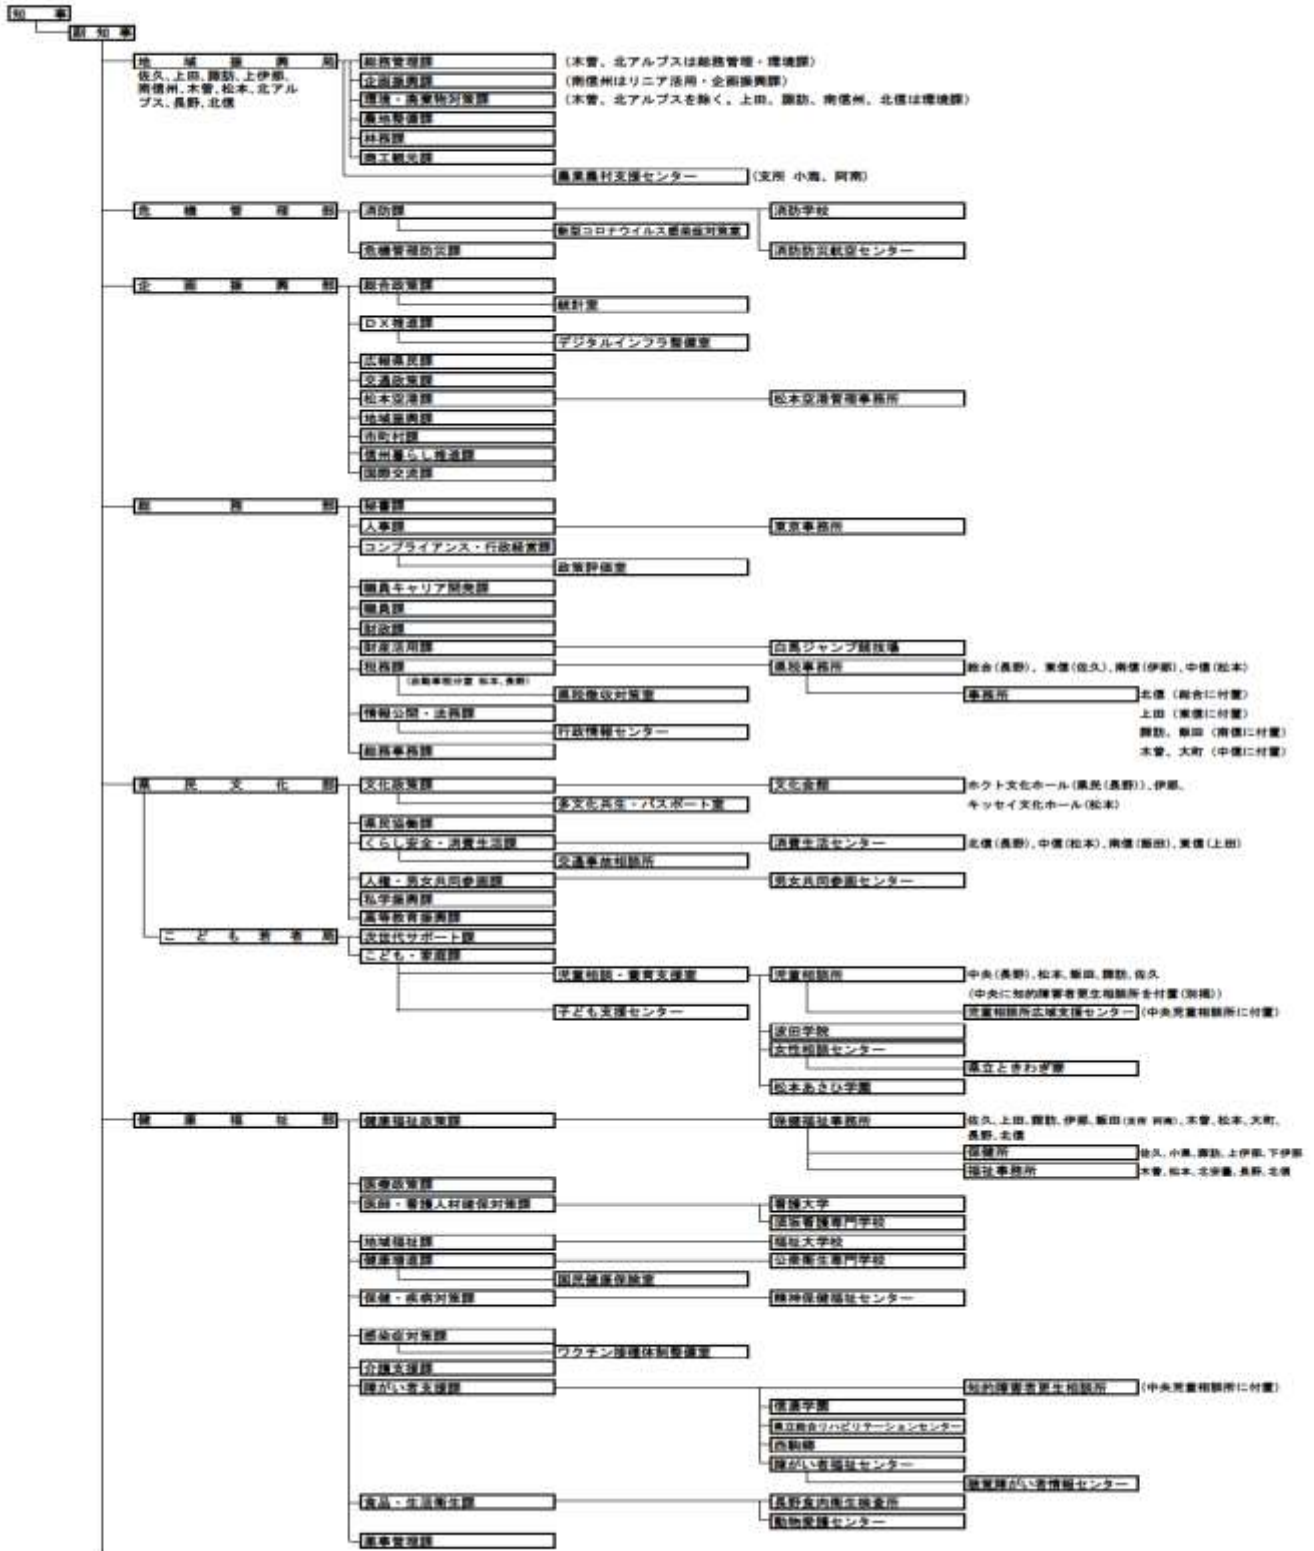 知　事
副 知 事
地　域　振　興　局　総務管理課　(木曽、北アルプスは総務管理・環境課)
佐久、上田、諏訪、上伊那、
南信州、木曽、松本、北アル
プス、長野、北信
企画振興課　(南信州はリニア活用・企画振興課)
環境・廃棄物対策課　(木曽、北アルプスを除く。上田、諏訪、南信州、北信は環境課)
農地整備課
林務課
商工観光課
農業農村支援センター　(支所 小海、阿南)
危　機　管　理　部　消防課　消防学校
新型コロナウイルス感染症対策室
危機管理防災課　消防防災航空センター
企　画　振　興　部　総合政策課
統計室
ＤＸ推進課
デジタルインフラ整備室
広報県民課
交通政策課
松本空港課　松本空港管理事務所
地域振興課
市町村課
信州暮らし推進課
国際交流課
総　務　部　秘書課
人事課　東京事務所
コンプライアンス・行政経営課
政策評価室
職員キャリア開発課
職員課
財政課
財産活用課　白馬ジャンプ競技場
税務課　県税事務所　総合(長野)、東信(佐久)、南信(伊那)、中信(松本)
(自動車税分室 松本、長野)
県税徴収対策室　事務所　北信 (総合に付置)
情報公開・法務課　上田 (東信に付置)
行政情報センター　諏訪、飯田 (南信に付置)
総務事務課　木曽、大町 (中信に付置)
県　民　文　化　部　文化政策課　文化会館　ホクト文化ホール(県民(長野))、伊那、
多文化共生・パスポート室　キッセイ文化ホール(松本)
県民協働課
くらし安全・消費生活課　消費生活センター　北信(長野)、中信(松本)、南信(飯田)、東信(上田)
交通事故相談所
人権・男女共同参画課　男女共同参画センター
私学振興課
高等教育振興課
こ ど も 若 者 局　次世代サポート課
こども・家庭課
児童相談・養育支援室　児童相談所　中央(長野)、松本、飯田、諏訪、佐久
(中央に知的障害者更生相談所を付置(別掲))
子ども支援センター　児童相談所広域支援センター　(中央児童相談所に付置)
波田学院
女性相談センター
県立ときわぎ寮
松本あさひ学園
健　康　福　祉　部　健康福祉政策課　保健福祉事務所　佐久、上田、諏訪、伊那、飯田(支所 阿南)、木曽、松本、大町、
長野、北信
保健所　佐久、小県、諏訪、上伊那、下伊那
福祉事務所　木曽、松本、北安曇、長野、北信
医療政策課
医師・看護人材確保対策課　看護大学
須坂看護専門学校
地域福祉課　福祉大学校
健康増進課　公衆衛生専門学校
国民健康保険室
保健・疾病対策課　精神保健福祉センター
感染症対策課
ワクチン接種体制整備室
介護支援課
障がい者支援課　知的障害者更生相談所　(中央児童相談所に付置)
信濃学園
県立総合リハビリテーションセンター
西駒郷
障がい者福祉センター
聴覚障がい者情報センター
食品・生活衛生課　長野食肉衛生検査所
動物愛護センター
薬事管理課